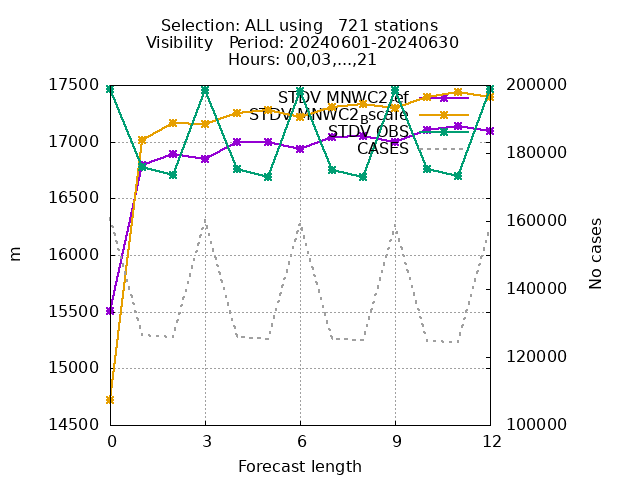 Selection: ALL using 721 stations
Visibility Period: 20240601-20240630
Hours: 00,03,...,21
17500
17000
16500
16000
15500
15000
14500
200000
180000
160000
140000
120000
100000
STDV MNWC2
STDV MNWC2_Bscale
STDV OBS
CASES
m
No cases
0
3
6
9
12
Forecast length